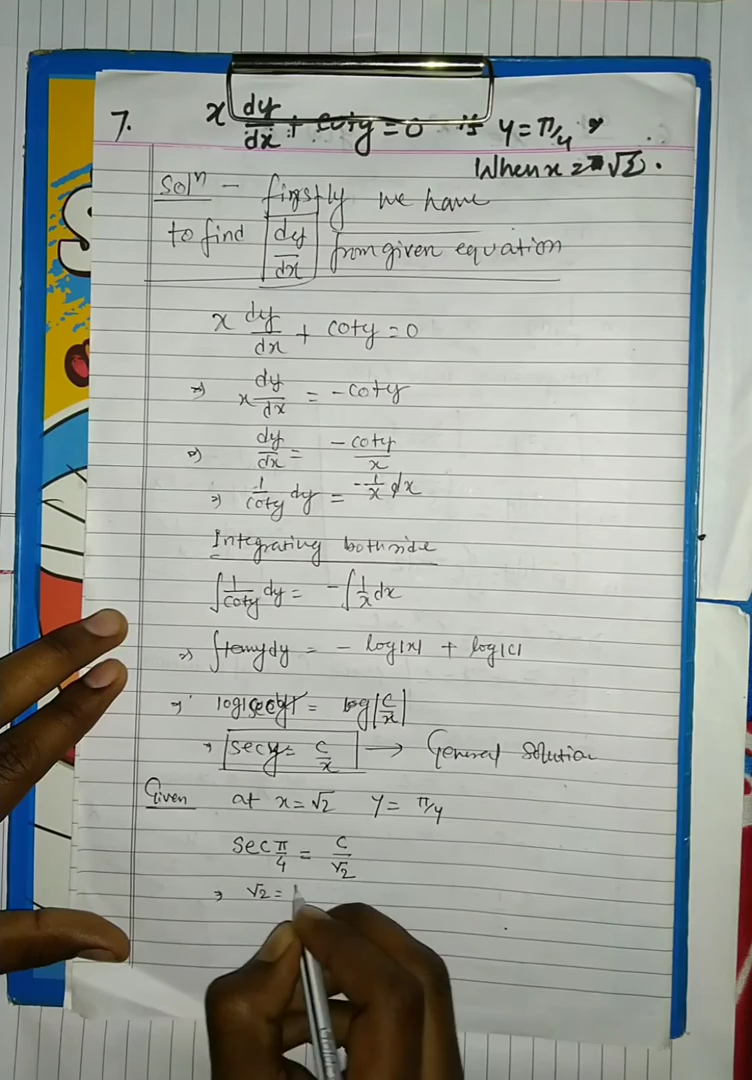 7. x dy/dx + coty = 0 if y = π/4
When x = √2.
Solⁿ - firstly we have
to find dy/dx from given equation
x dy/dx + coty = 0
⇒ x dy/dx = -coty
⇒ dy/dx = -coty/x
⇒ 1/coty dy = -1/x dx
Integrating both side
∫ 1/coty dy = -∫ 1/x dx
⇒ ∫tany dy = - log|x| + log|c|
⇒ log|secy| = log|c/x|
⇒ secy = c/x → General Solution
Given at x = √2 y = π/4
sec π/4 = c/√2
⇒ √2 =